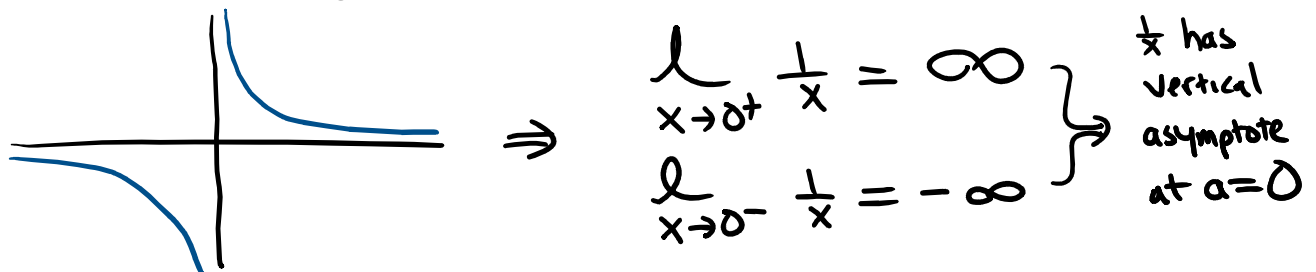 ⇒
l x→0⁺ 1/x = ∞
l x→0⁻ 1/x = -∞
1/x has
vertical
asymptote
at a=0